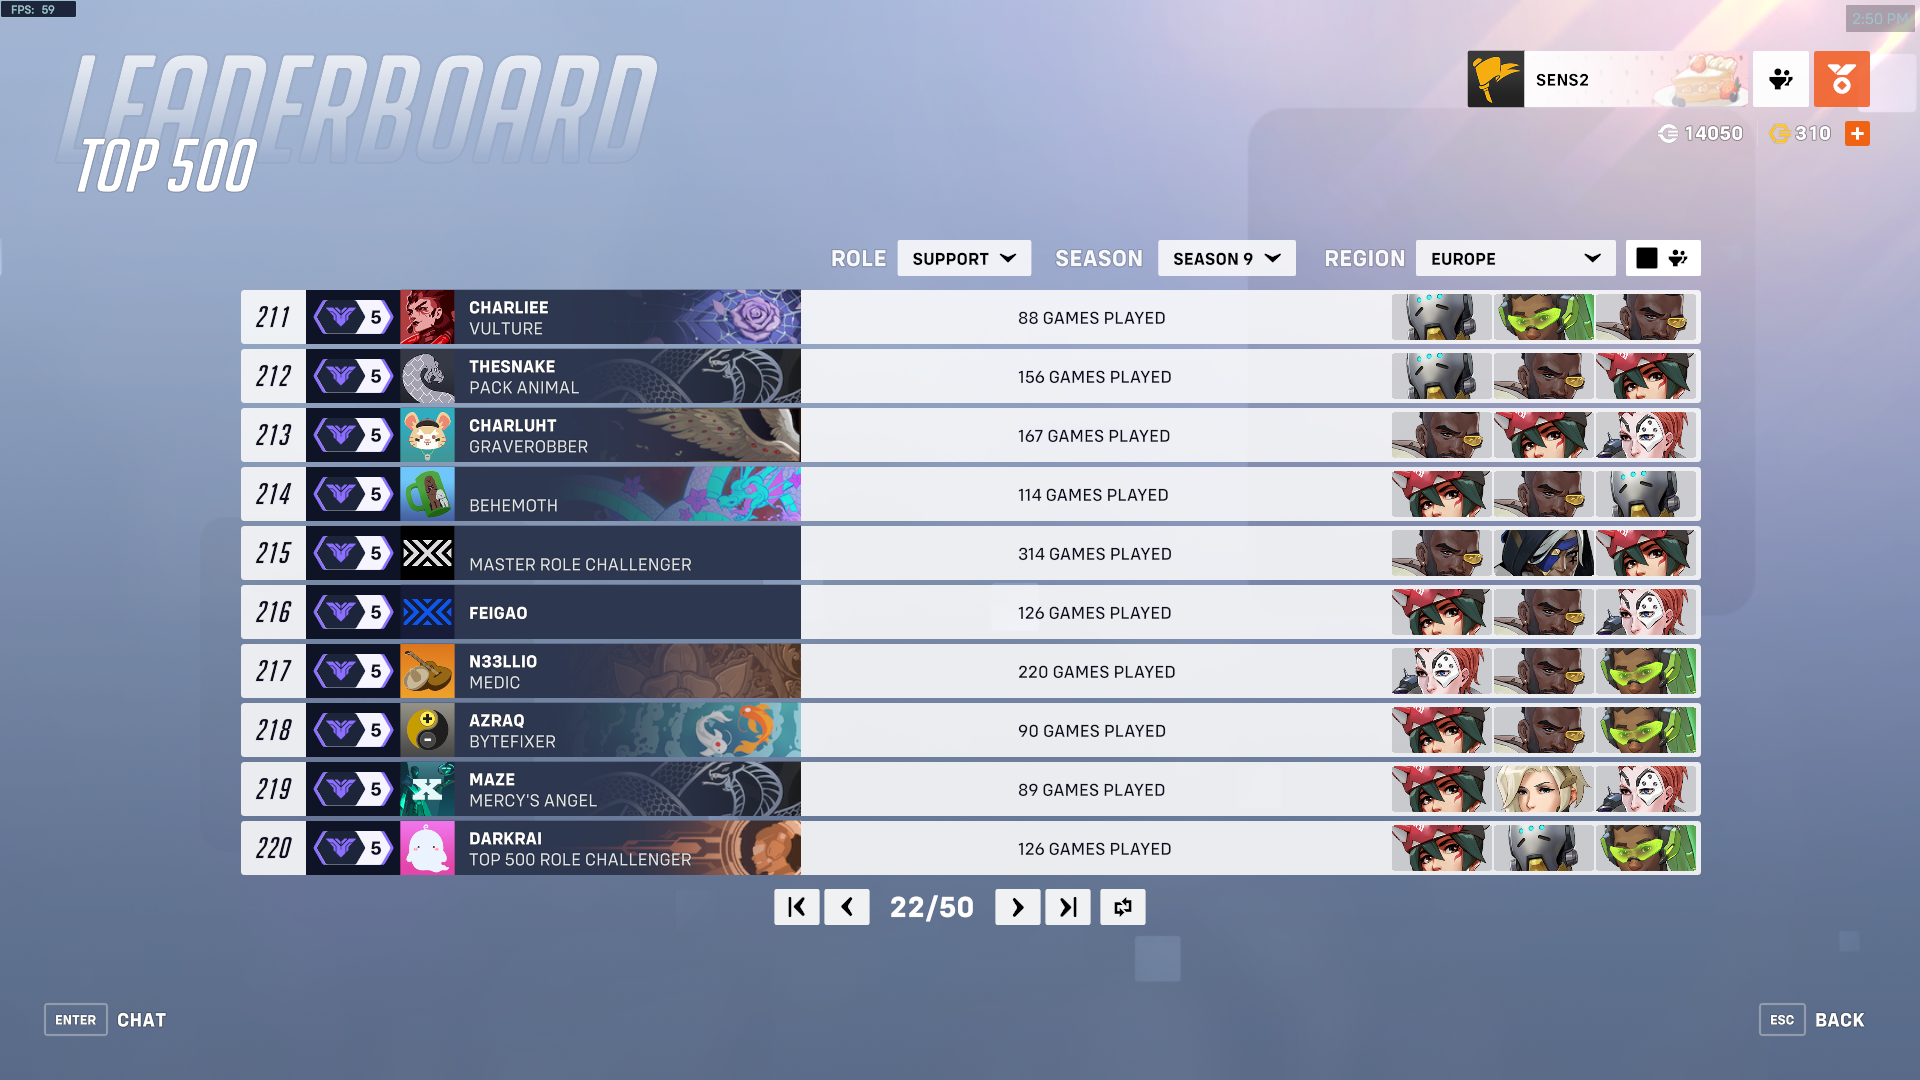 FPS: 59
2:50 PM
LEADERBOARD
TOP 500
SENS2
14050
310
ROLE
SUPPORT
SEASON
SEASON 9
REGION
EUROPE
211
5
CHARLIEE
VULTURE
88 GAMES PLAYED
212
5
THESNAKE
PACK ANIMAL
156 GAMES PLAYED
213
5
CHARLUHT
GRAVEROBBER
167 GAMES PLAYED
214
5
BEHEMOTH
114 GAMES PLAYED
215
5
MASTER ROLE CHALLENGER
314 GAMES PLAYED
216
5
FEIGAO
126 GAMES PLAYED
217
5
N33LLIO
MEDIC
220 GAMES PLAYED
218
5
AZRAQ
BYTEFIXER
90 GAMES PLAYED
219
5
MAZE
MERCY'S ANGEL
89 GAMES PLAYED
220
5
DARKRAI
TOP 500 ROLE CHALLENGER
126 GAMES PLAYED
22/50
ENTER
CHAT
ESC
BACK